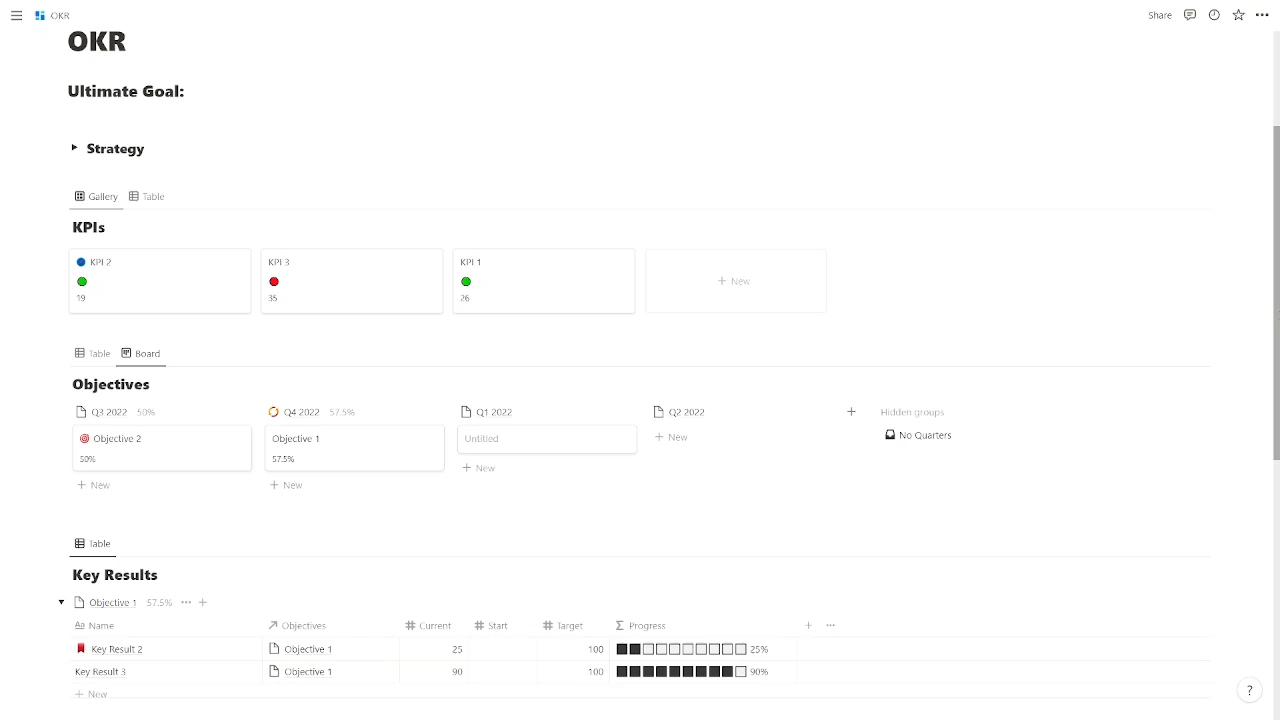 OKR
Share
OKR
Ultimate Goal:
Strategy
Gallery Table
KPIs
KPI 2
19
KPI 3
35
KPI 1
26
+ New
Table Board
Objectives
Q3 2022 50%
Objective 2
50%
+ New
Q4 2022 57.5%
Objective 1
57.5%
+ New
Q1 2022
Untitled
+ New
Q2 2022
+ New
Hidden groups
No Quarters
Table
Key Results
Objective 1 57.5% ••• +
Aa Name Objectives # Current # Start # Target Σ Progress + •••
Key Result 2 Objective 1 25 100 25%
Key Result 3 Objective 1 90 100 90%
+ New
?